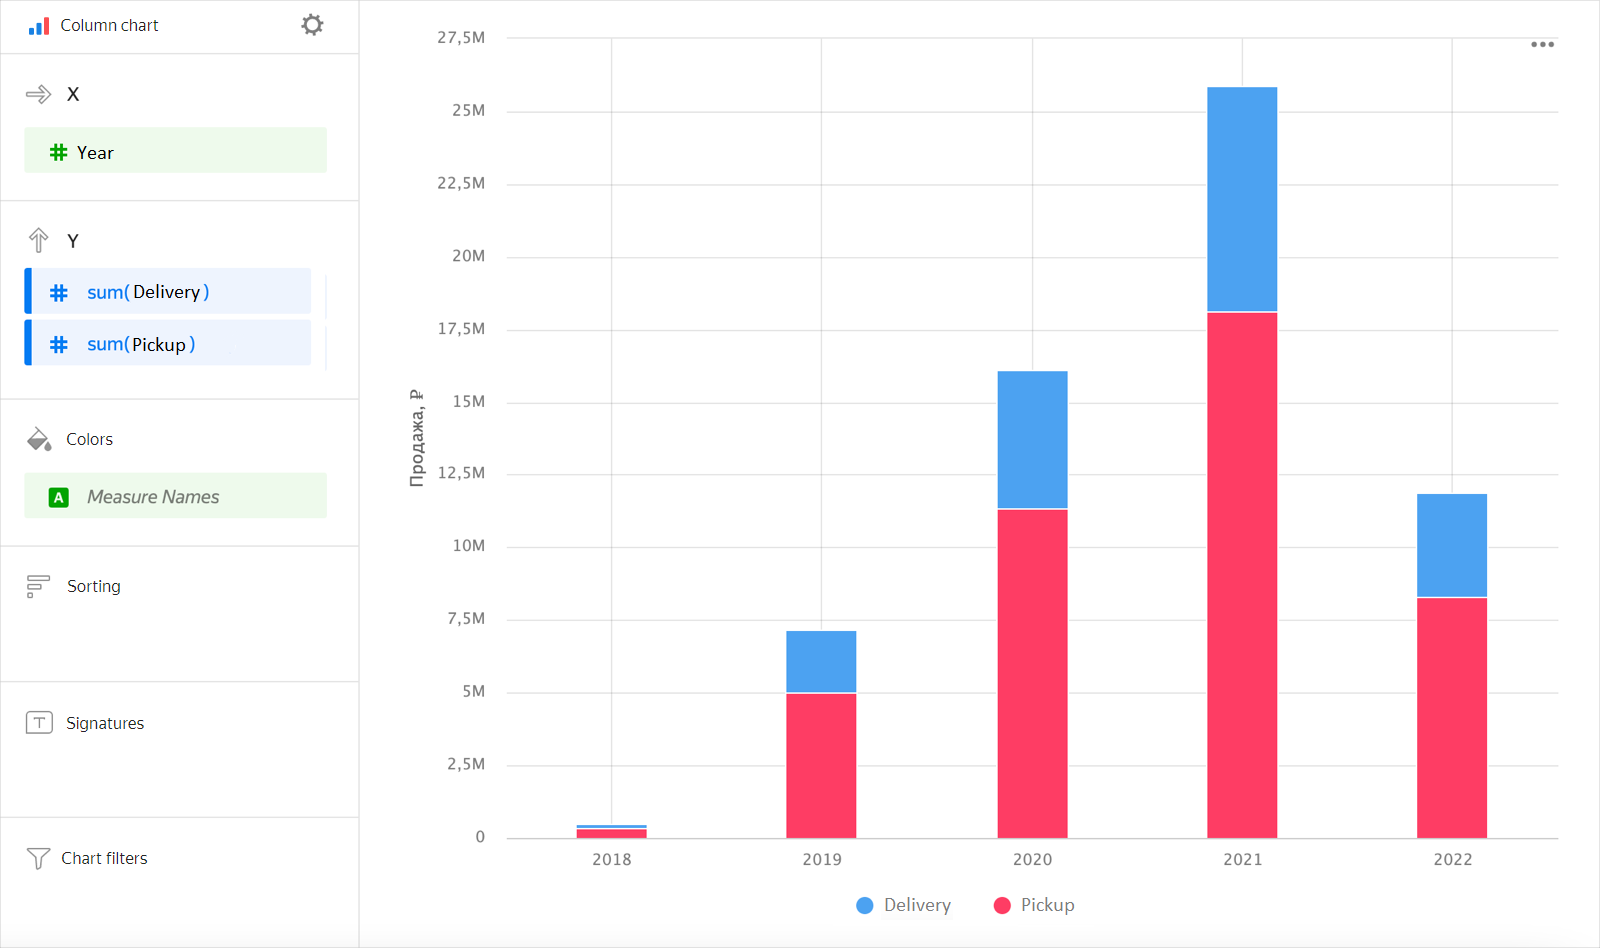 Column chart
X
Year
Y
sum(Delivery)
sum(Pickup)
Colors
A Measure Names
Sorting
T Signatures
Chart filters
27,5M
25M
22,5M
20M
17,5M
15M
12,5M
10M
7,5M
5M
2,5M
0
Продажа, ₽
2018 2019 2020 2021 2022
Delivery Pickup